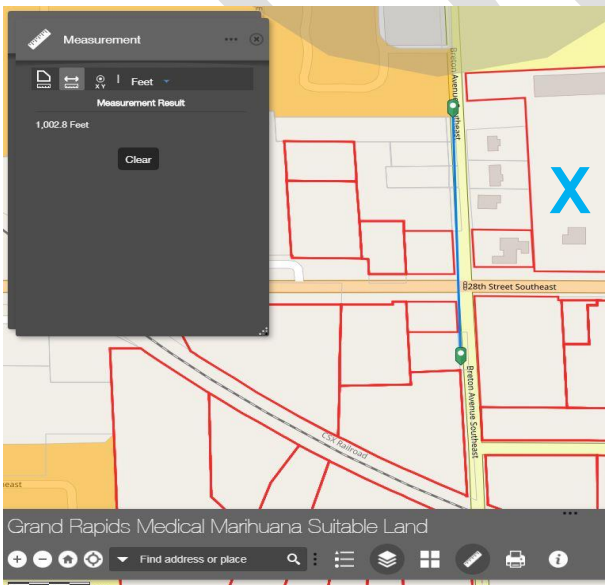 Measurement
X Y
Feet
Measurement Result
1,002.8 Feet
Clear
Breton Avenue Southeast
X
28th Street Southeast
Breton Avenue Southeast
CSX Railroad
east
Grand Rapids Medical Marihuana Suitable Land
Find address or place